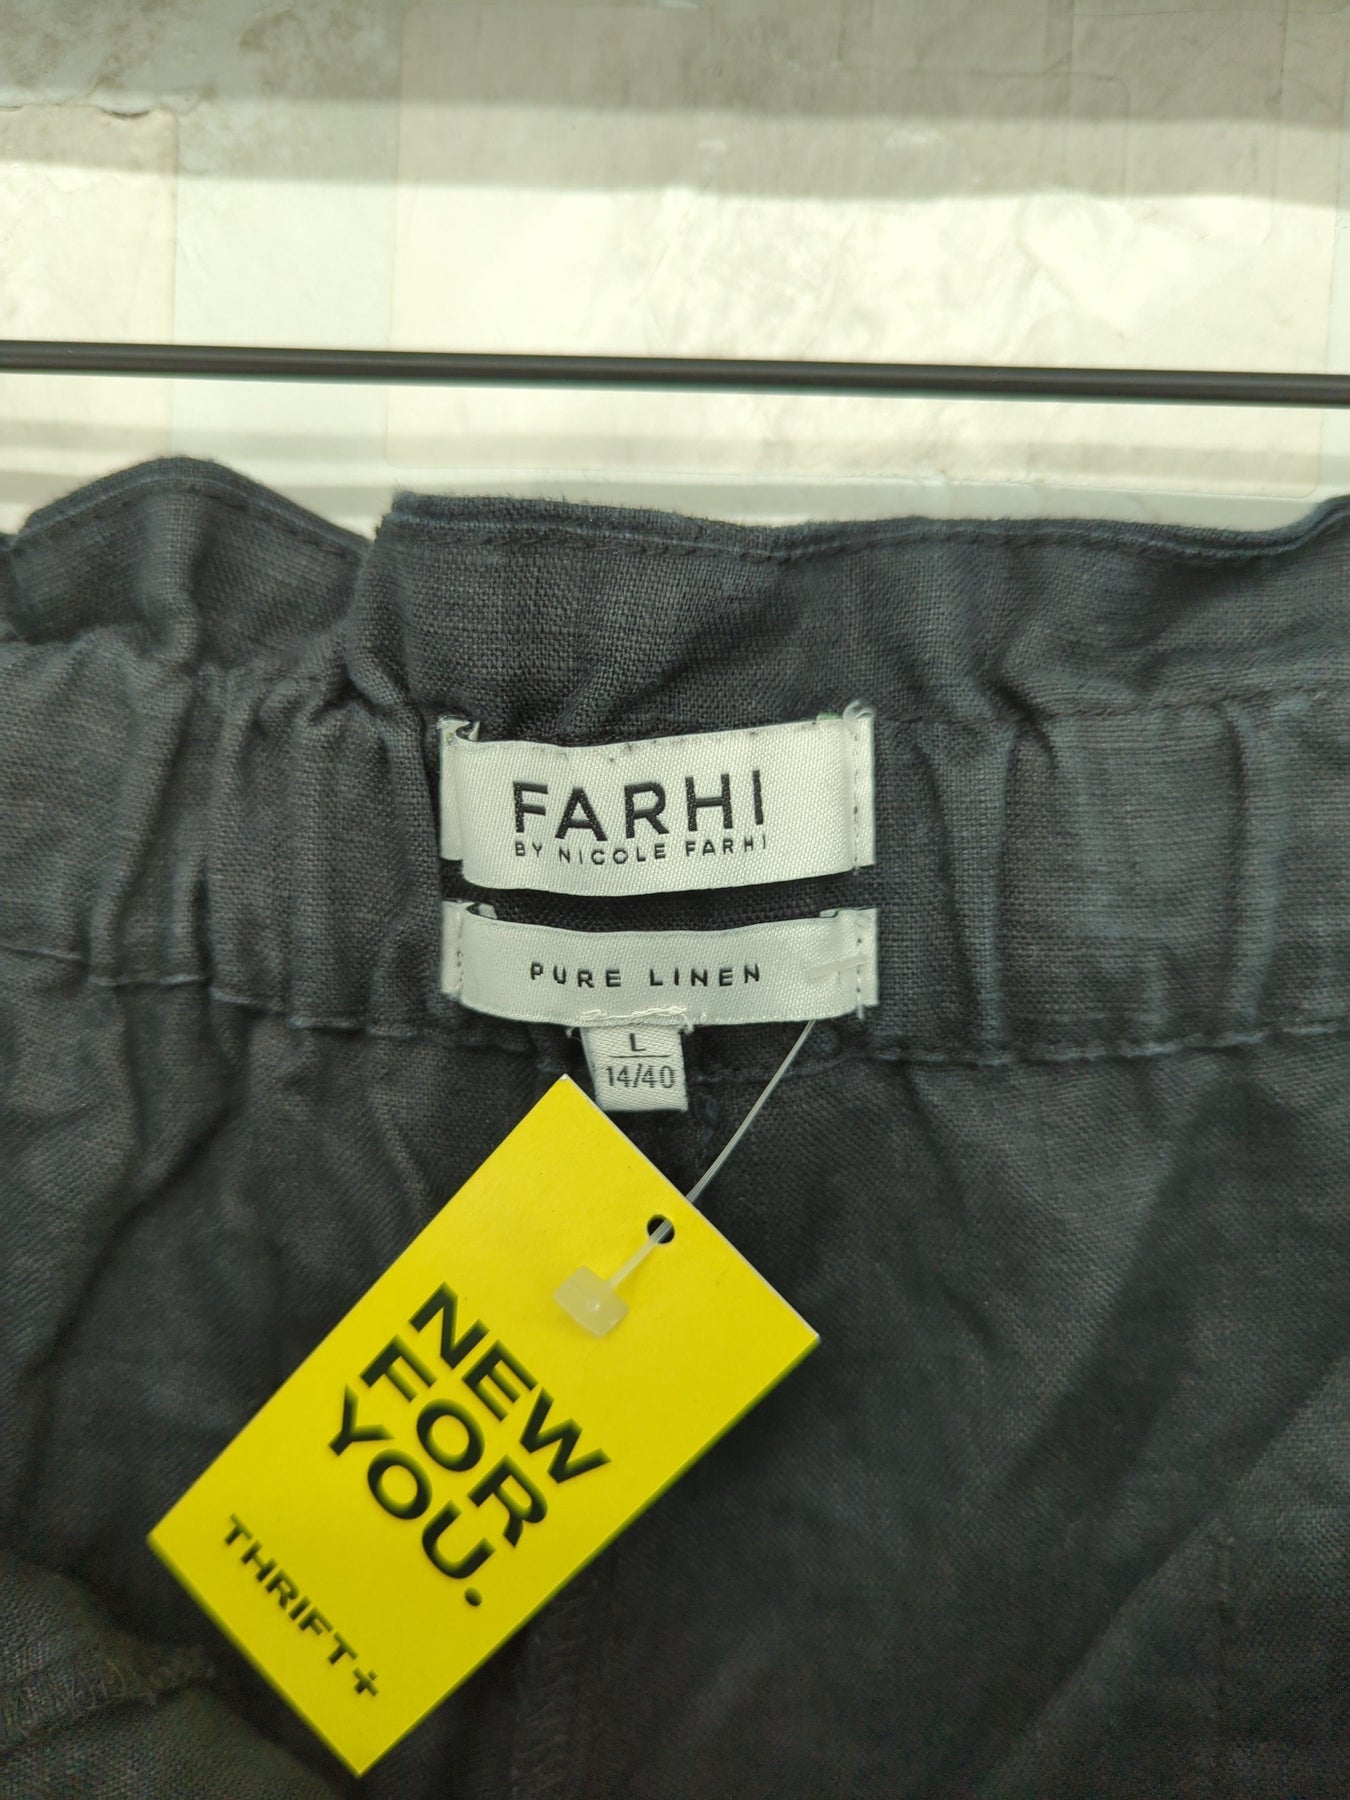 FARHI
BY NICOLE FARHI
PURE LINEN
L
14/40
NEW
FOR
YOU.
THRIFT+